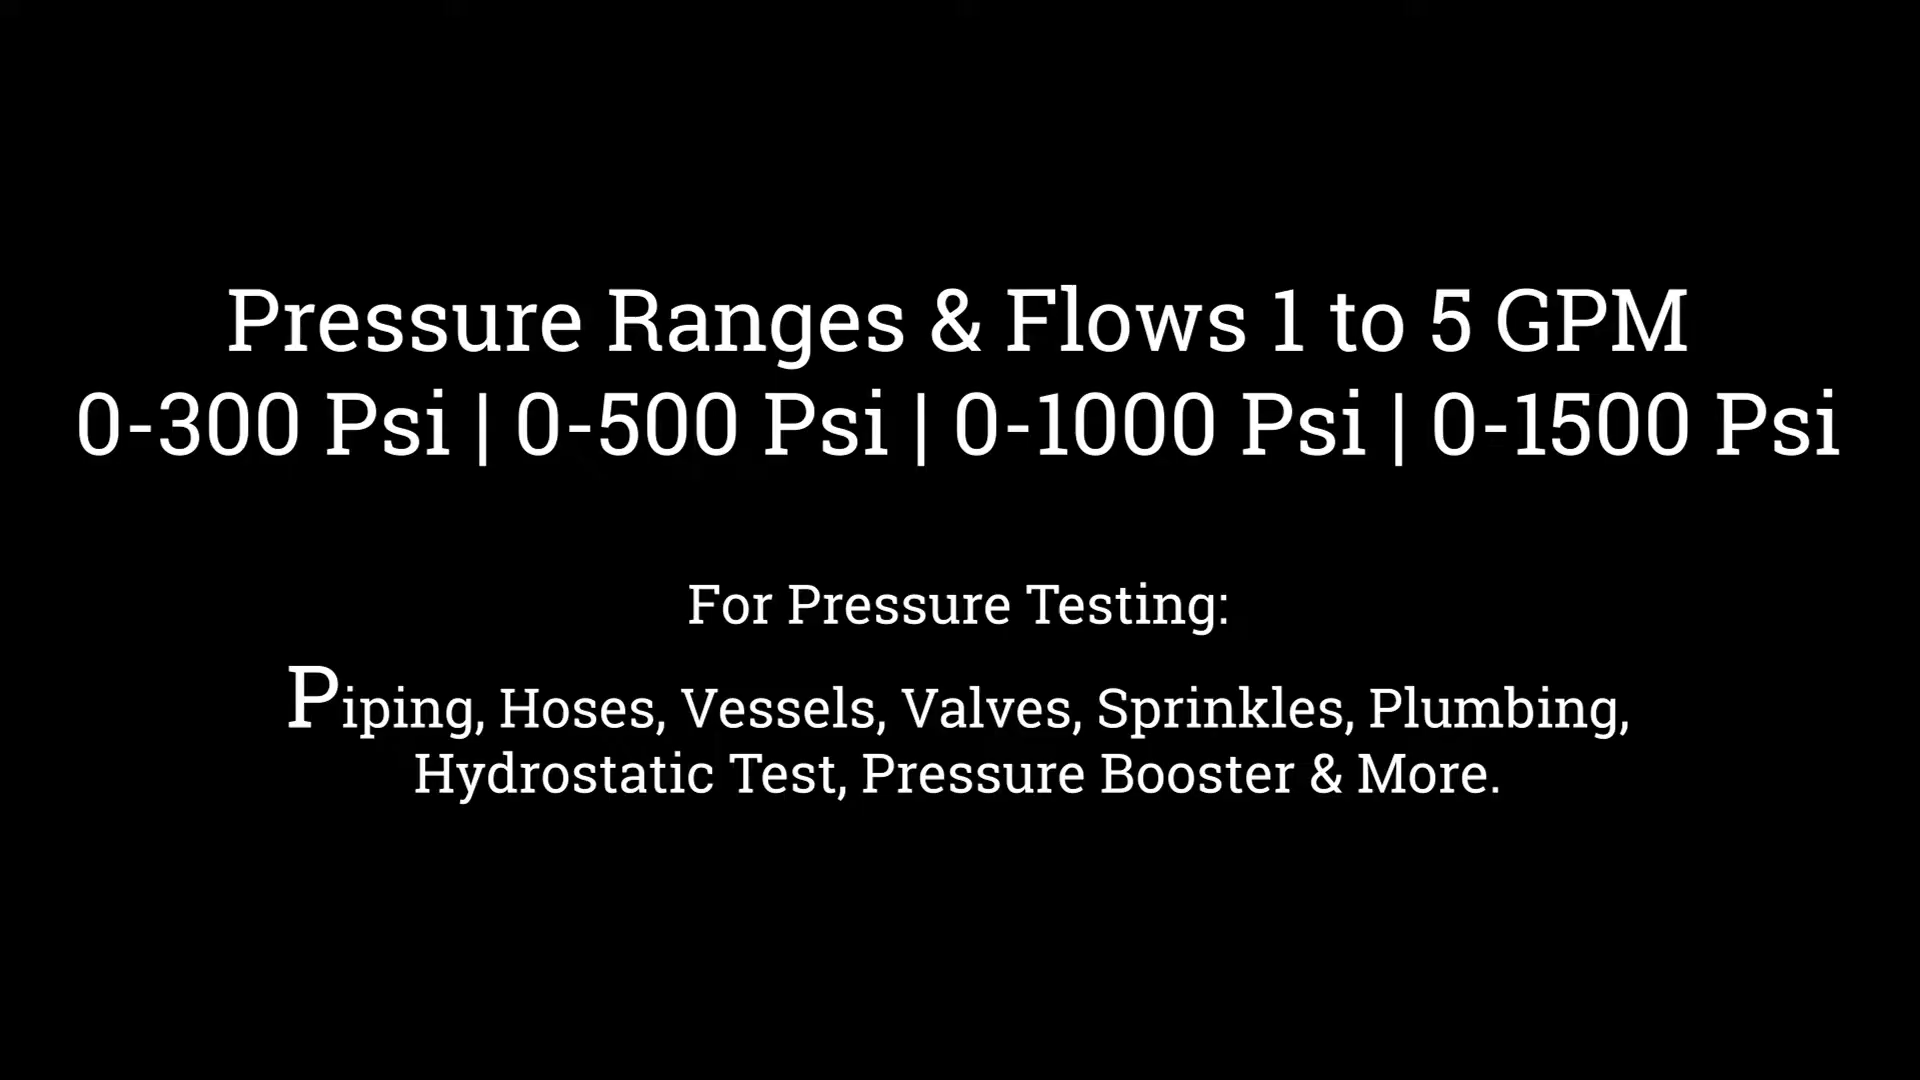 Pressure Ranges & Flows 1 to 5 GPM
0-300 Psi | 0-500 Psi | 0-1000 Psi | 0-1500 Psi
For Pressure Testing:
Piping, Hoses, Vessels, Valves, Sprinkles, Plumbing,
Hydrostatic Test, Pressure Booster & More.